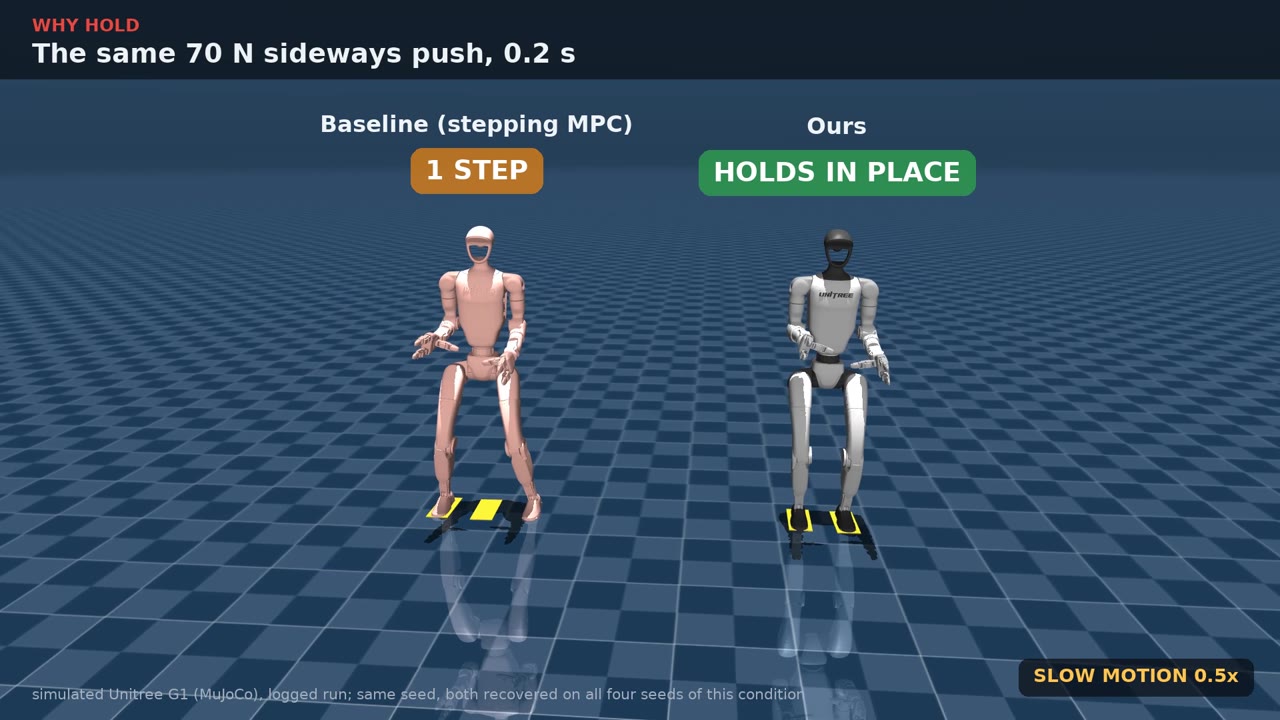 WHY HOLD
The same 70 N sideways push, 0.2 s
Baseline (stepping MPC)
Ours
1 STEP
HOLDS IN PLACE
UNITREE
SLOW MOTION 0.5x
simulated Unitree G1 (MuJoCo), logged run; same seed, both recovered on all four seeds of this condition